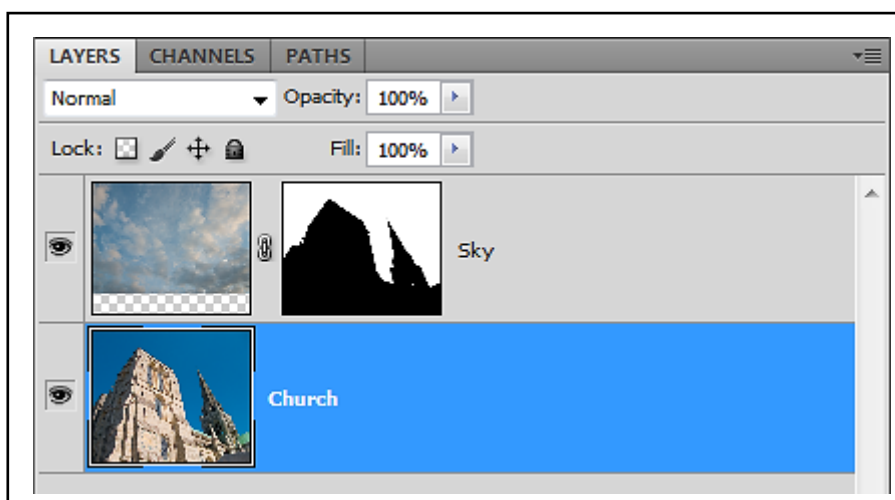 LAYERS CHANNELS PATHS
Normal Opacity: 100%
Lock: Fill: 100%
Sky
Church